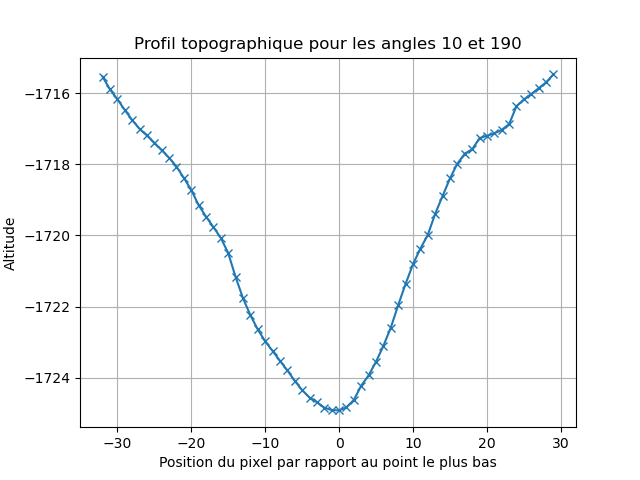 Profil topographique pour les angles 10 et 190
Altitude
−1716
−1718
−1720
−1722
−1724
−30 −20 −10 0 10 20 30
Position du pixel par rapport au point le plus bas